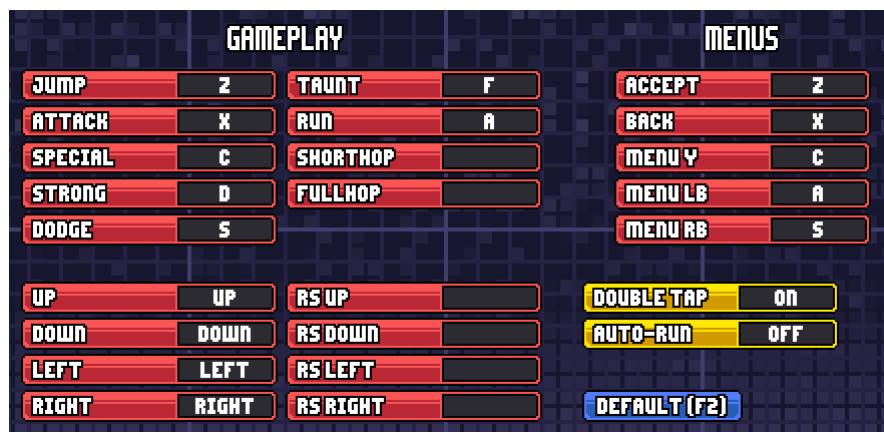 GAMEPLAY MENUS
JUMP Z TAUNT F ACCEPT Z
ATTACK X RUN A BACK X
SPECIAL C SHORTHOP MENU Y C
STRONG D FULLHOP MENU LB A
DODGE S MENU RB S
UP UP RS UP DOUBLE TAP ON
DOWN DOWN RS DOWN AUTO-RUN OFF
LEFT LEFT RS LEFT
RIGHT RIGHT RS RIGHT DEFAULT (F2)